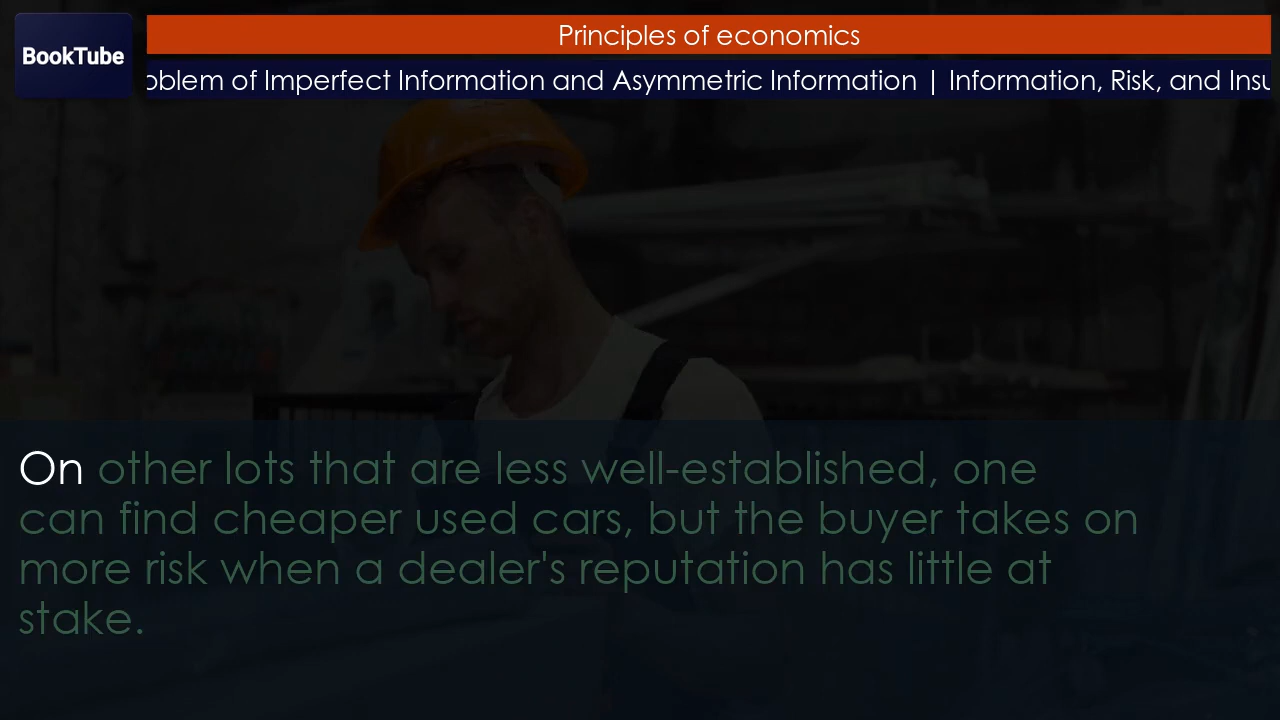 BookTube
Principles of economics
of Imperfect Information and Asymmetric Information | Information, Risk, and
On other lots that are less well-established, one
can find cheaper used cars, but the buyer takes on
more risk when a dealer's reputation has little at
stake.